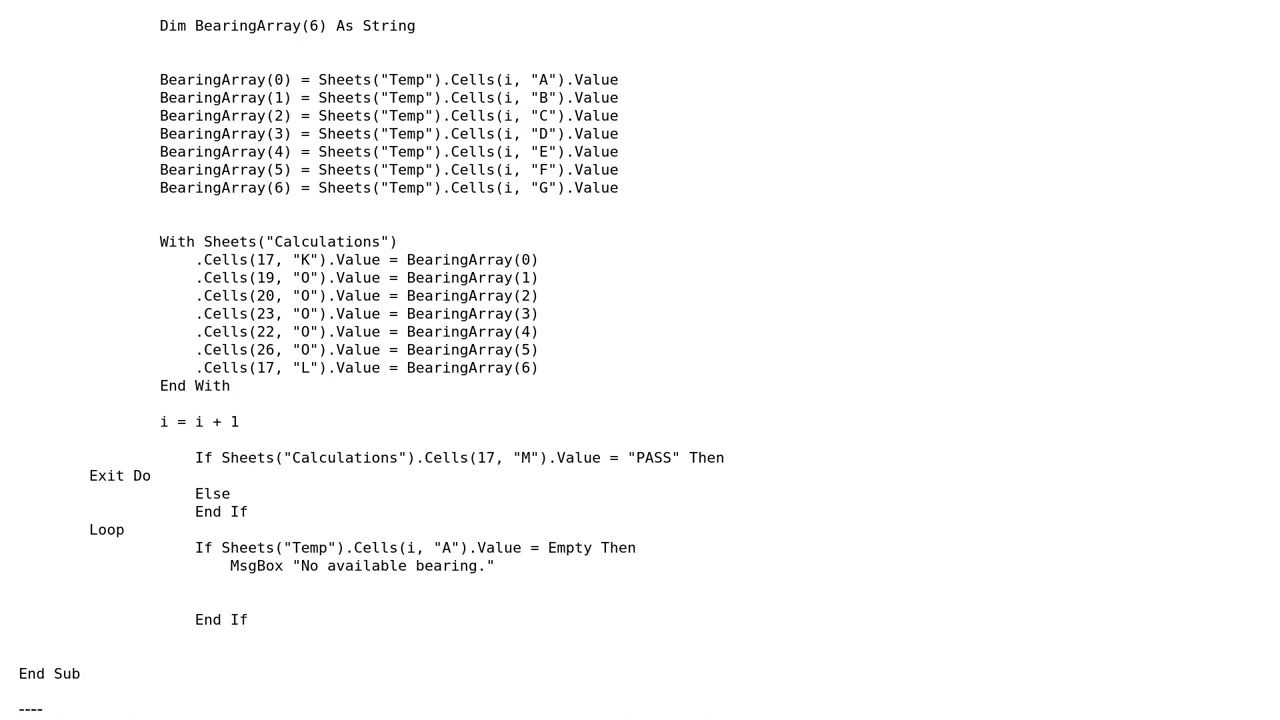 Dim BearingArray(6) As String
BearingArray(0) = Sheets("Temp").Cells(i, "A").Value
BearingArray(1) = Sheets("Temp").Cells(i, "B").Value
BearingArray(2) = Sheets("Temp").Cells(i, "C").Value
BearingArray(3) = Sheets("Temp").Cells(i, "D").Value
BearingArray(4) = Sheets("Temp").Cells(i, "E").Value
BearingArray(5) = Sheets("Temp").Cells(i, "F").Value
BearingArray(6) = Sheets("Temp").Cells(i, "G").Value
With Sheets("Calculations")
.Cells(17, "K").Value = BearingArray(0)
.Cells(19, "O").Value = BearingArray(1)
.Cells(20, "O").Value = BearingArray(2)
.Cells(23, "O").Value = BearingArray(3)
.Cells(22, "O").Value = BearingArray(4)
.Cells(26, "O").Value = BearingArray(5)
.Cells(17, "L").Value = BearingArray(6)
End With
i = i + 1
If Sheets("Calculations").Cells(17, "M").Value = "PASS" Then
Exit Do
Else
End If
Loop
If Sheets("Temp").Cells(i, "A").Value = Empty Then
MsgBox "No available bearing."
End If
End Sub
----